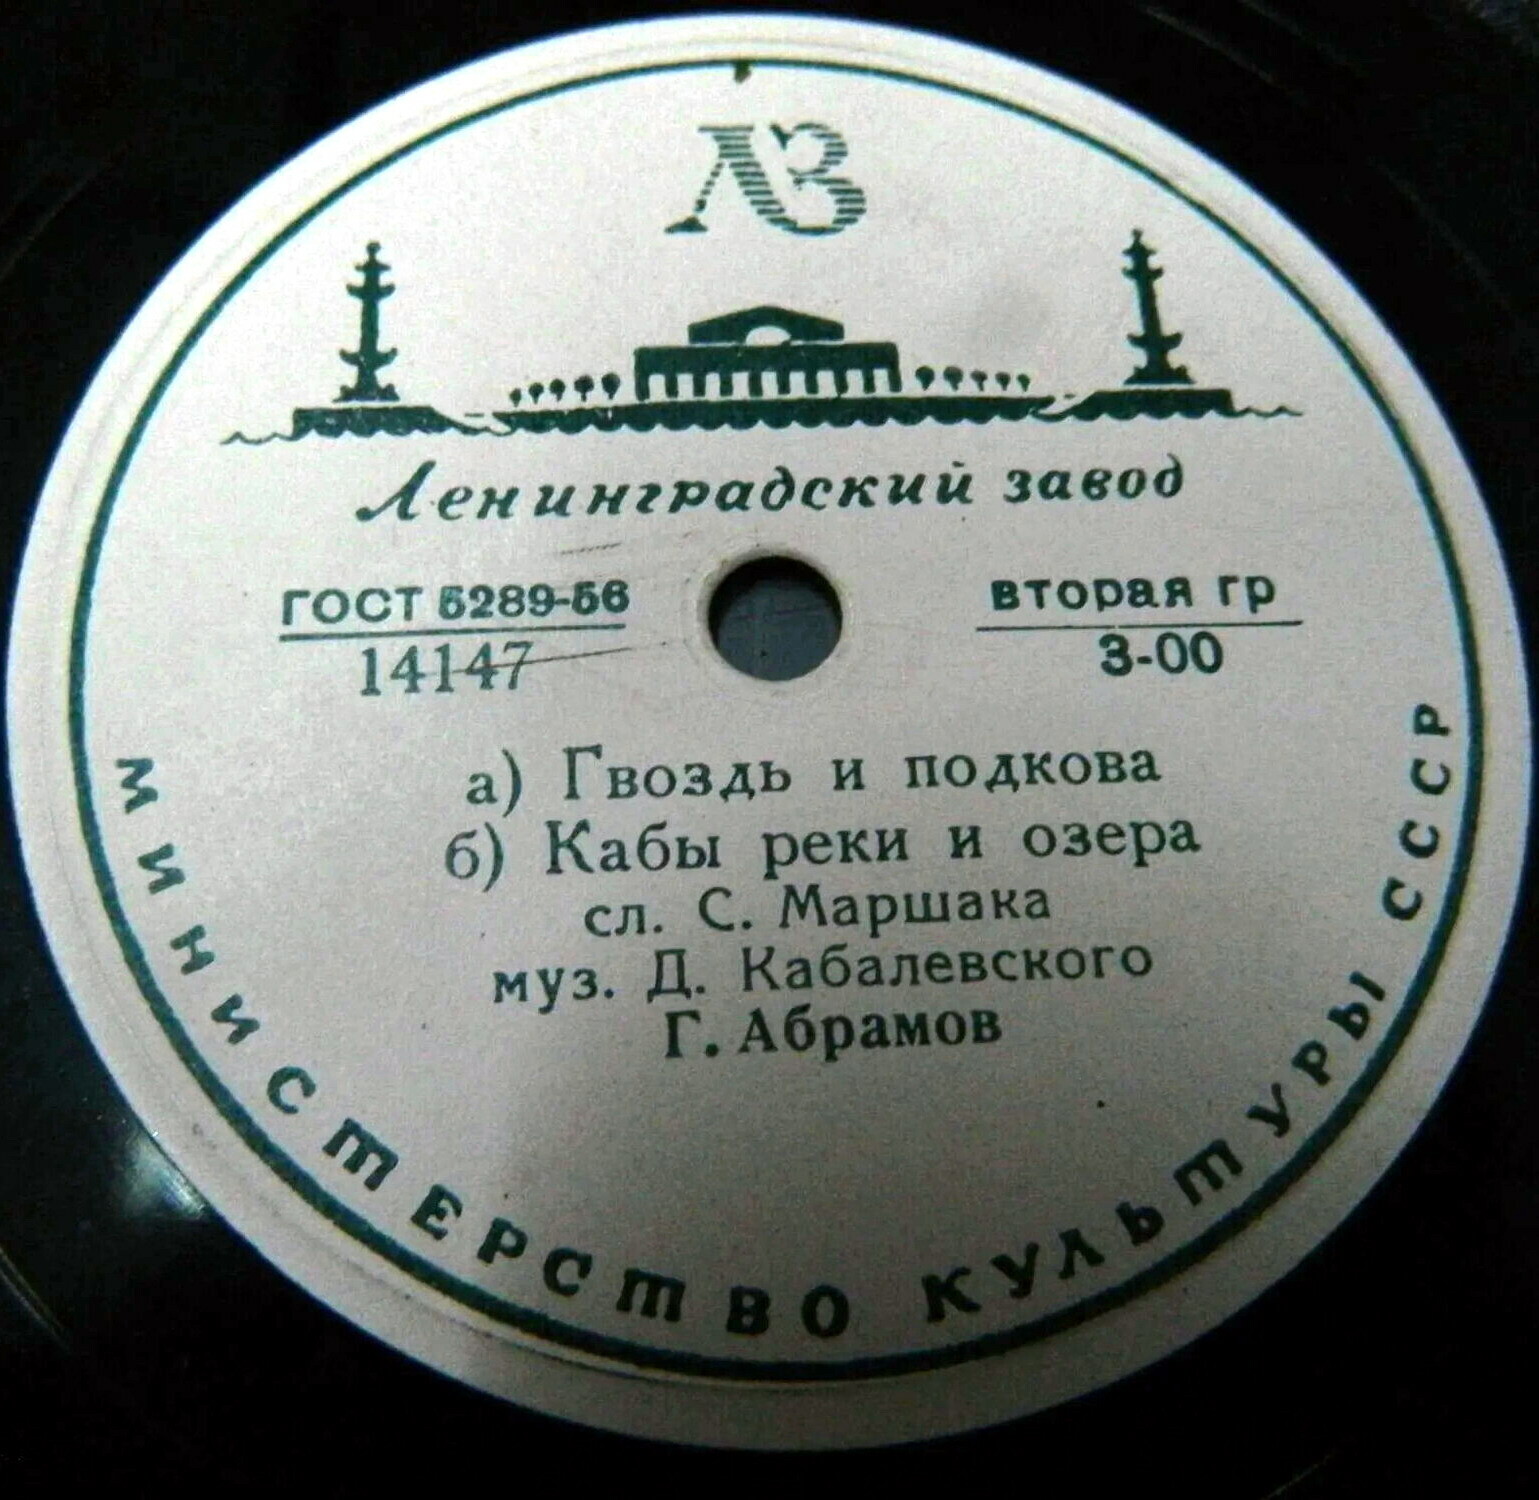 ЛЗ
Ленинградский завод
ГОСТ 5289-56
14147
вторая гр
3-00
а) Гвоздь и подкова
б) Кабы реки и озера
сл. С. Маршака
муз. Д. Кабалевского
Г. Абрамов
МИНИСТЕРСТВО КУЛЬТУРЫ СССР